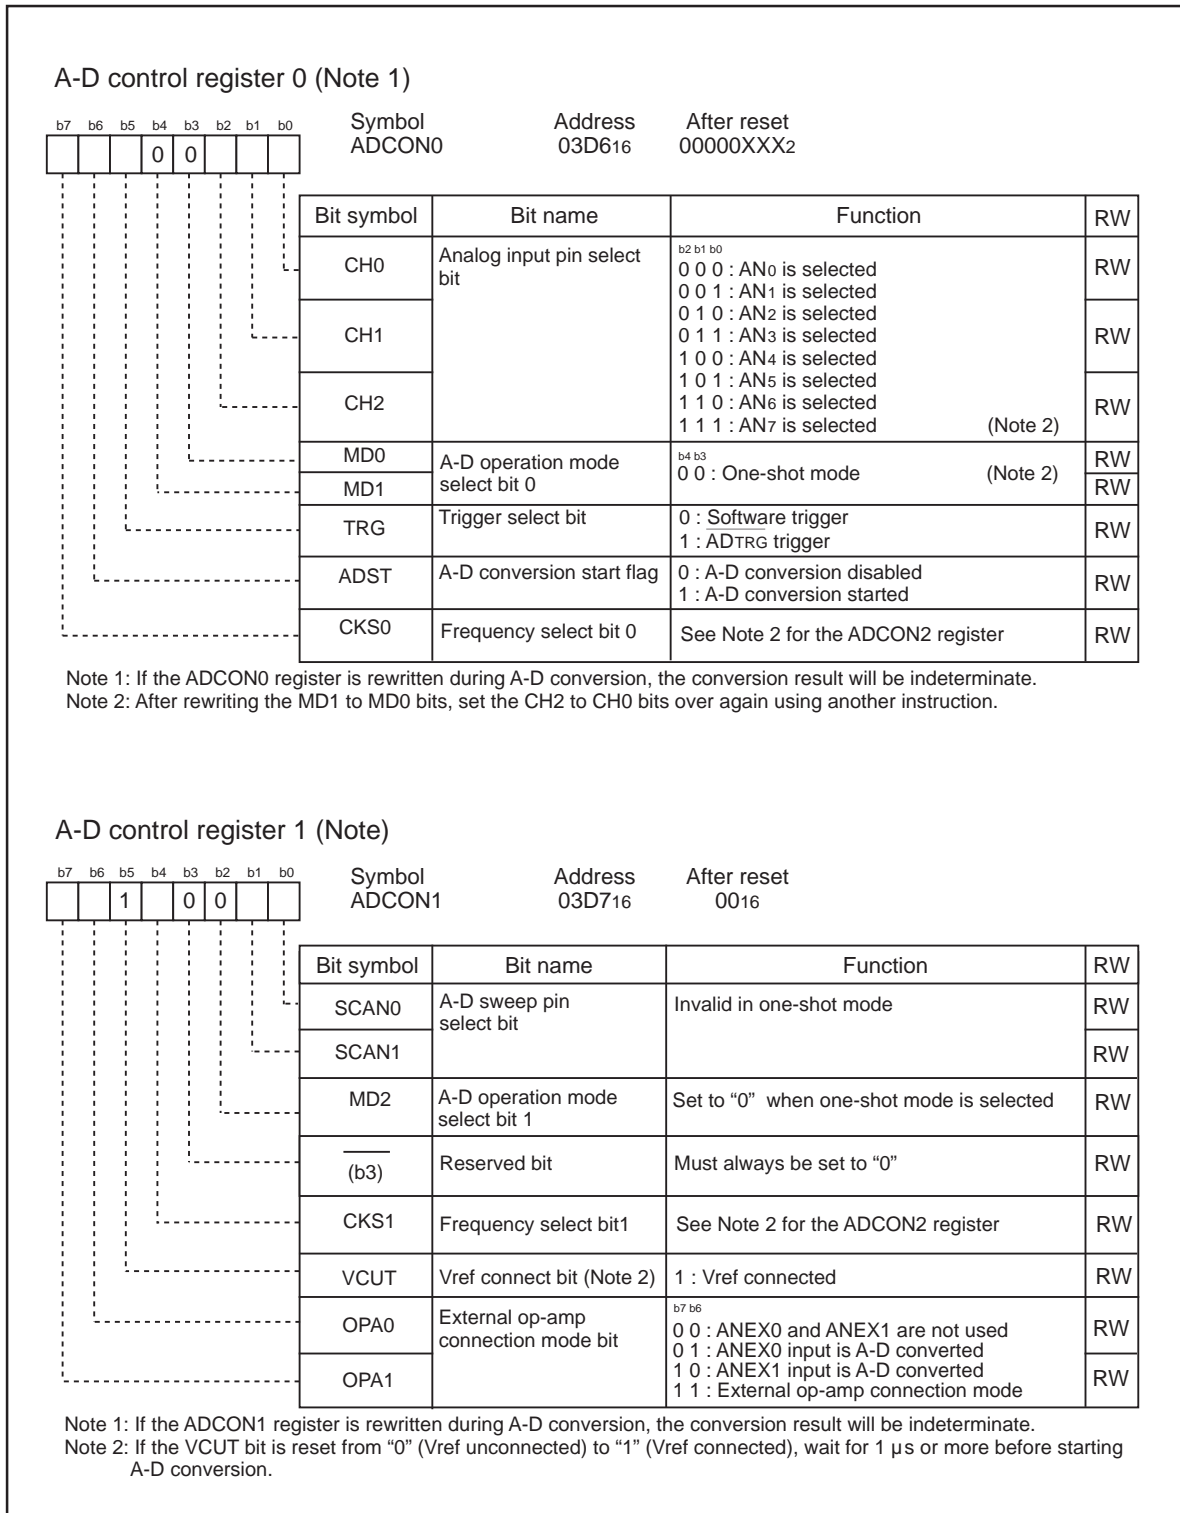 A-D control register 0 (Note 1)
b7 b6 b5 b4 b3 b2 b1 b0
0 0
Symbol Address After reset
ADCON0 03D616 00000XXX2
Bit symbol Bit name Function RW
CH0 Analog input pin select bit RW
b2 b1 b0
0 0 0 : AN0 is selected
0 0 1 : AN1 is selected
0 1 0 : AN2 is selected
CH1 0 1 1 : AN3 is selected RW
1 0 0 : AN4 is selected
1 0 1 : AN5 is selected
CH2 1 1 0 : AN6 is selected RW
1 1 1 : AN7 is selected (Note 2)
MD0 A-D operation mode select bit 0 RW
b4 b3
0 0 : One-shot mode (Note 2)
MD1 RW
TRG Trigger select bit 0 : Software trigger RW
1 : ADTRG trigger
ADST A-D conversion start flag 0 : A-D conversion disabled RW
1 : A-D conversion started
CKS0 Frequency select bit 0 See Note 2 for the ADCON2 register RW
Note 1: If the ADCON0 register is rewritten during A-D conversion, the conversion result will be indeterminate.
Note 2: After rewriting the MD1 to MD0 bits, set the CH2 to CH0 bits over again using another instruction.
A-D control register 1 (Note)
b7 b6 b5 b4 b3 b2 b1 b0
1 0 0
Symbol Address After reset
ADCON1 03D716 0016
Bit symbol Bit name Function RW
SCAN0 A-D sweep pin select bit Invalid in one-shot mode RW
SCAN1 RW
MD2 A-D operation mode select bit 1 Set to “0” when one-shot mode is selected RW
(b3) Reserved bit Must always be set to “0” RW
CKS1 Frequency select bit1 See Note 2 for the ADCON2 register RW
VCUT Vref connect bit (Note 2) 1 : Vref connected RW
OPA0 External op-amp connection mode bit RW
b7 b6
0 0 : ANEX0 and ANEX1 are not used
0 1 : ANEX0 input is A-D converted
OPA1 1 0 : ANEX1 input is A-D converted RW
1 1 : External op-amp connection mode
Note 1: If the ADCON1 register is rewritten during A-D conversion, the conversion result will be indeterminate.
Note 2: If the VCUT bit is reset from “0” (Vref unconnected) to “1” (Vref connected), wait for 1 µs or more before starting
A-D conversion.